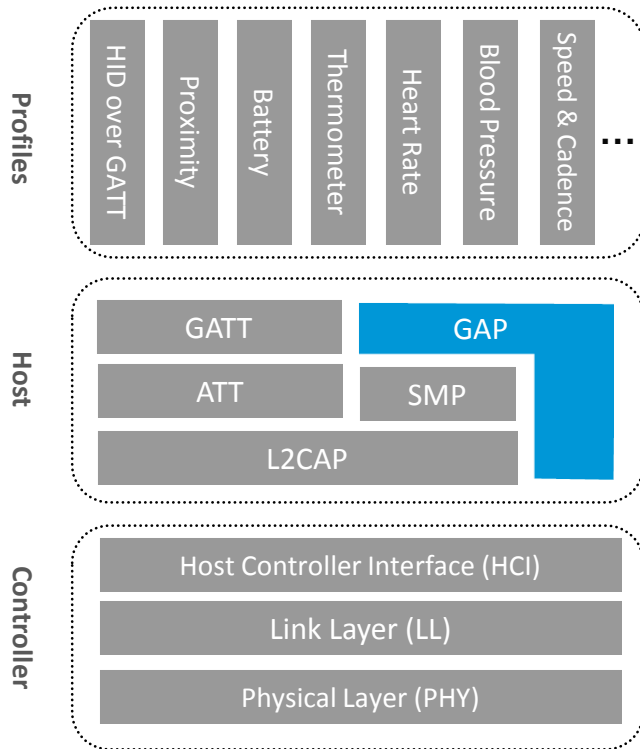 Profiles
HID over GATT
Proximity
Battery
Thermometer
Heart Rate
Blood Pressure
Speed & Cadence
...
Host
GATT
GAP
ATT
SMP
L2CAP
Controller
Host Controller Interface (HCI)
Link Layer (LL)
Physical Layer (PHY)